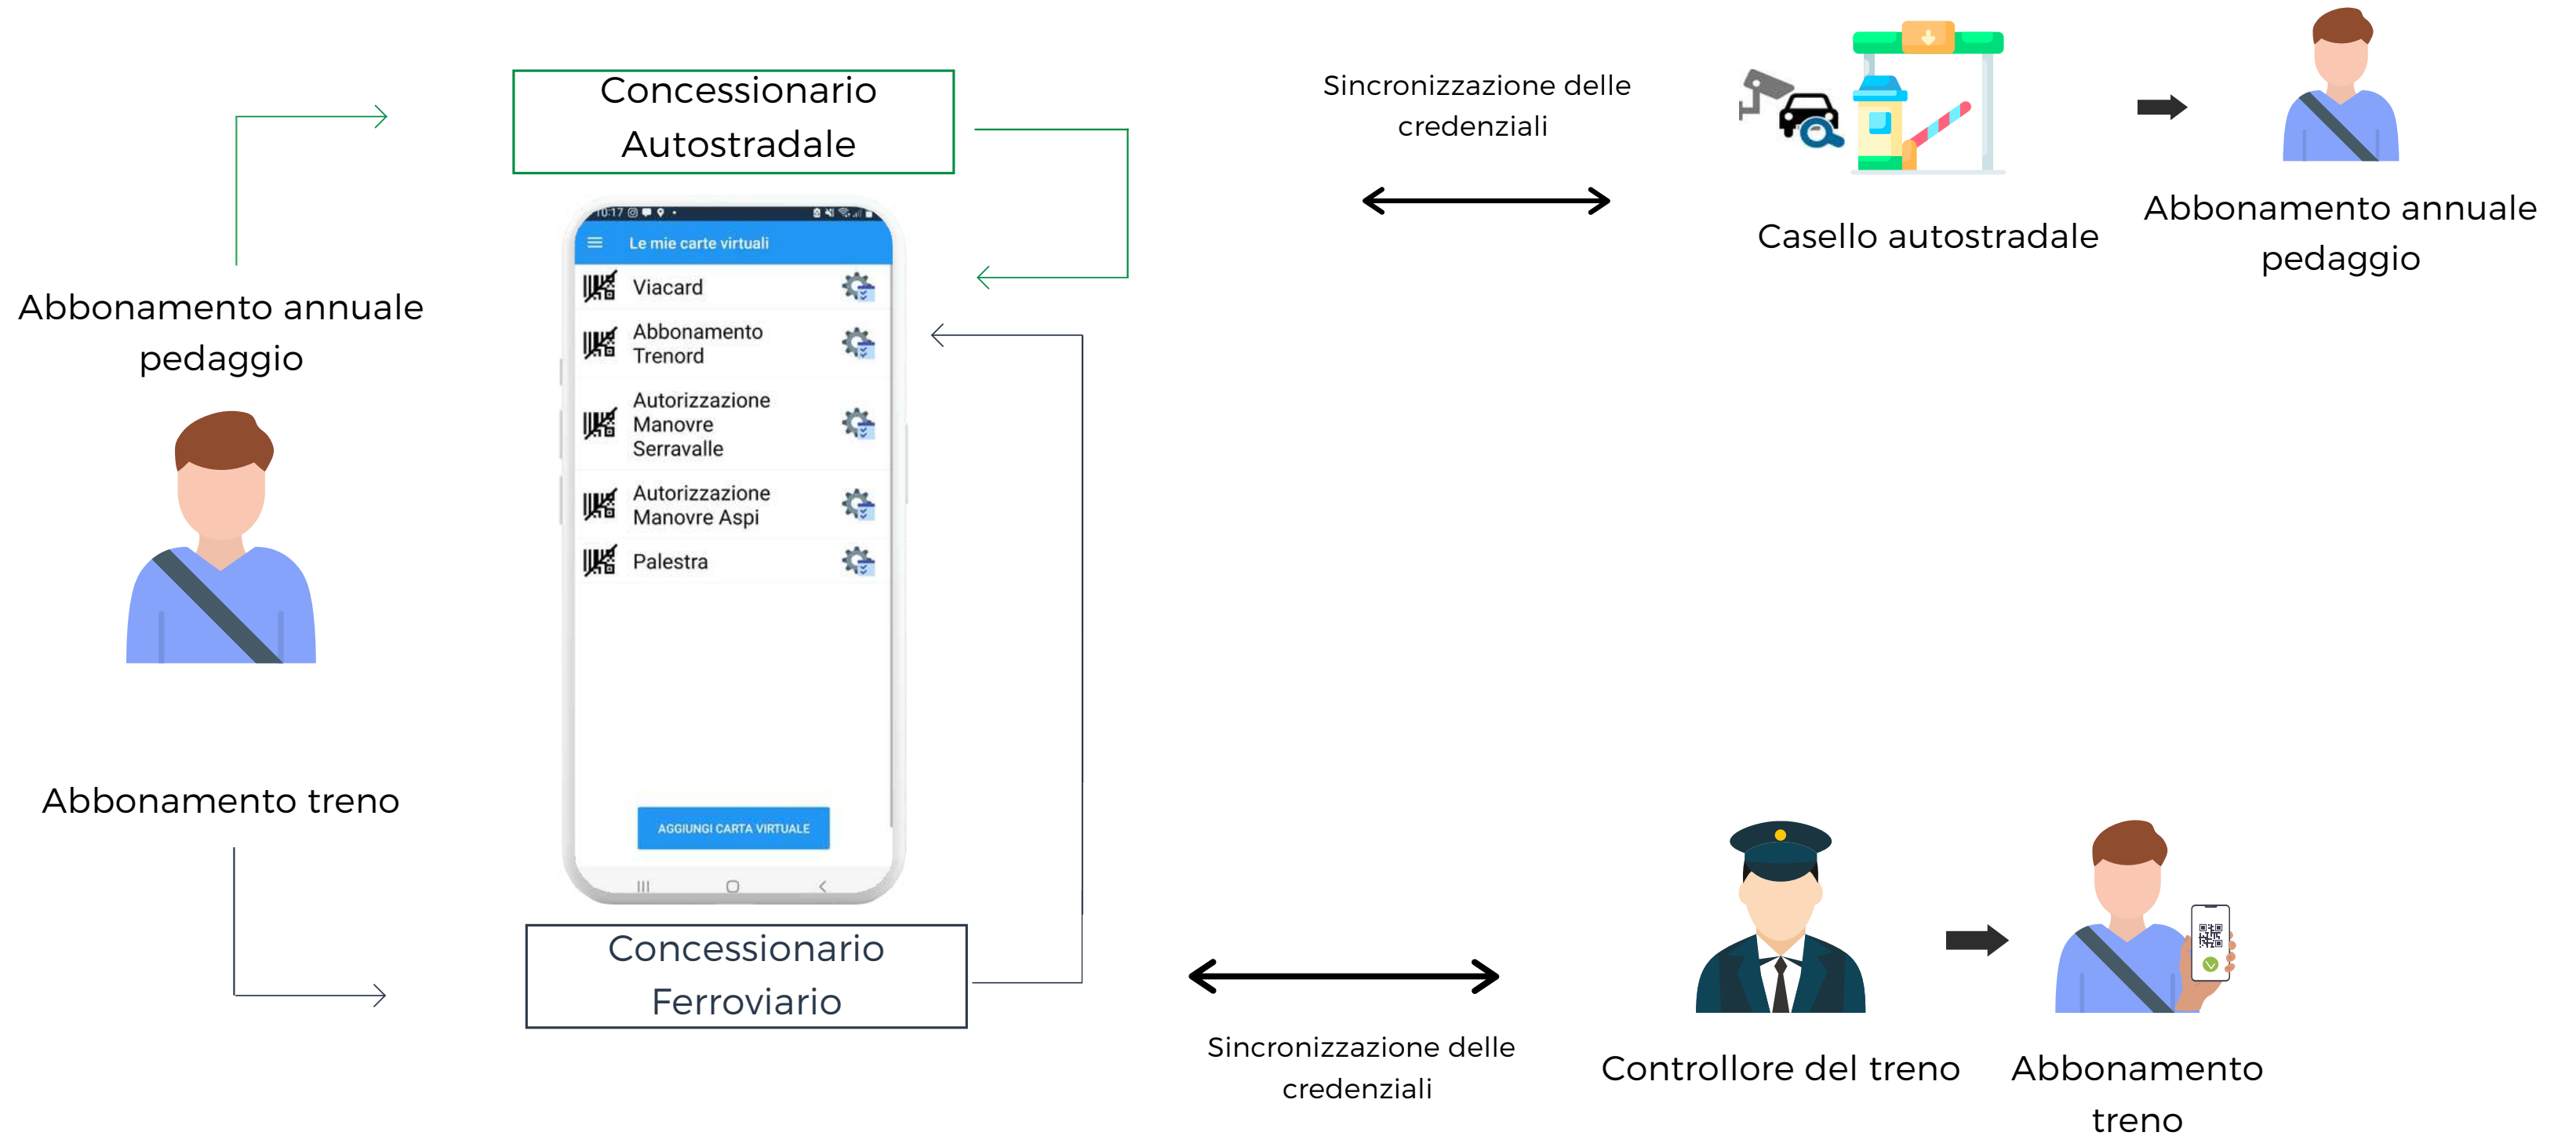 Concessionario
Autostradale
Sincronizzazione delle
credenziali
Casello autostradale
Abbonamento annuale
pedaggio
Abbonamento annuale
pedaggio
10:17
Le mie carte virtuali
Viacard
Abbonamento
Trenord
Autorizzazione
Manovre
Serravalle
Autorizzazione
Manovre Aspi
Palestra
AGGIUNGI CARTA VIRTUALE
Abbonamento treno
Concessionario
Ferroviario
Sincronizzazione delle
credenziali
Controllore del treno
Abbonamento
treno